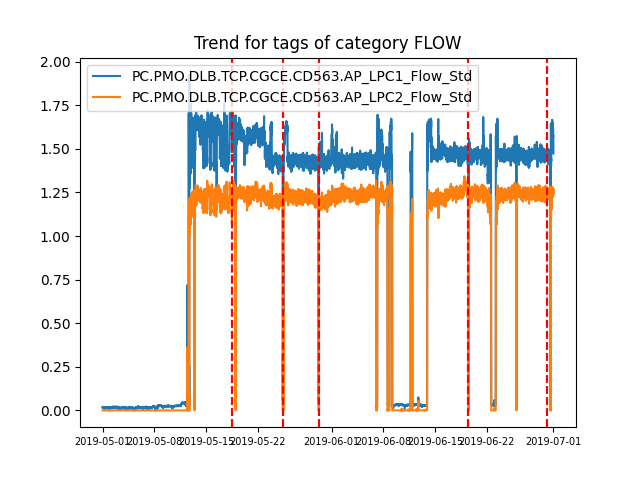 Trend for tags of category FLOW
PC.PMO.DLB.TCP.CGCE.CD563.AP_LPC1_Flow_Std
PC.PMO.DLB.TCP.CGCE.CD563.AP_LPC2_Flow_Std
2.00
1.75
1.50
1.25
1.00
0.75
0.50
0.25
0.00
2019-05-01 2019-05-08 2019-05-15 2019-05-22 2019-06-01 2019-06-08 2019-06-15 2019-06-22 2019-07-01